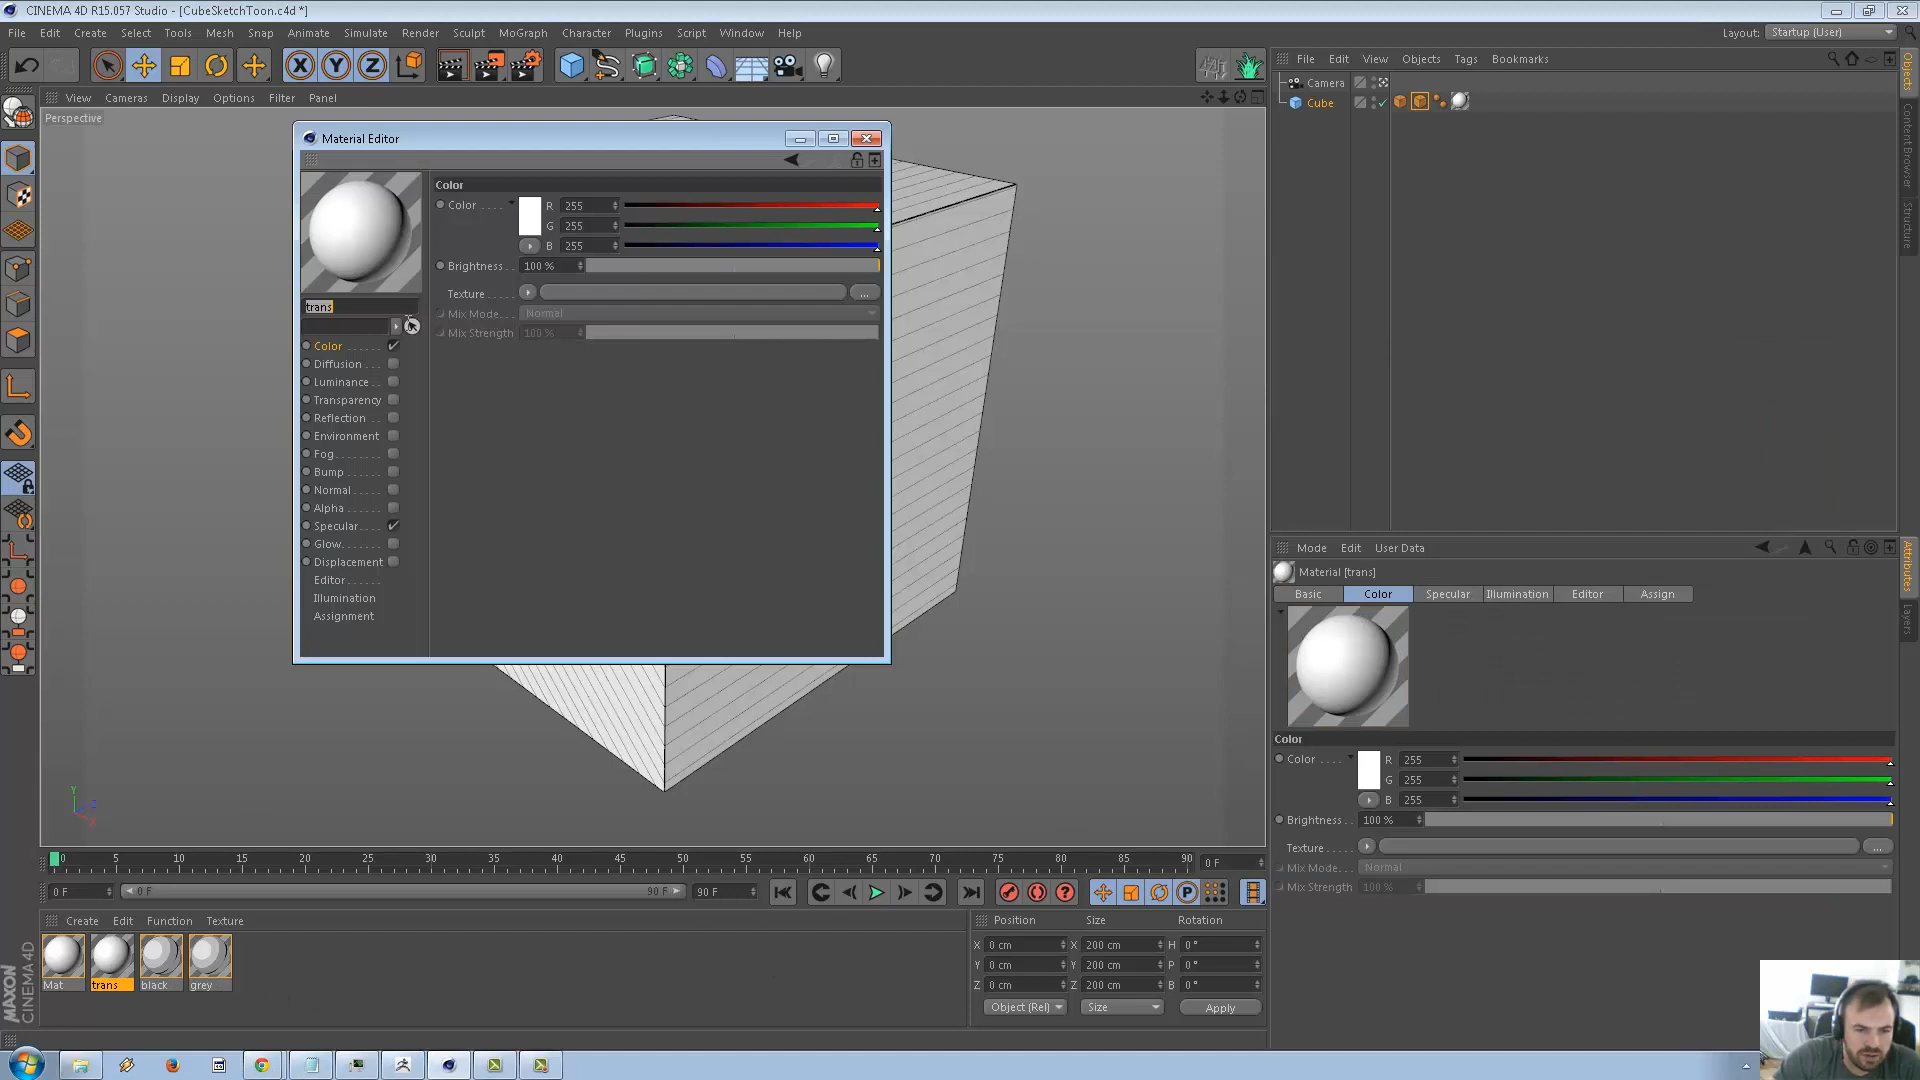 CINEMA 4D R15.057 Studio - [CubeSketchToon.c4d *]
File Edit Create Select Tools Mesh Snap Animate Simulate Render Sculpt MoGraph Character Plugins Script Window Help
Layout: Startup (User)
X Y Z
File Edit View Objects Tags Bookmarks
View Cameras Display Options Filter Panel
Perspective
Camera
Cube
Objects
Content Browser
Structure
Material Editor
Color
Color R 255
G 255
B 255
Brightness 100 %
Texture ...
Mix Mode Normal
Mix Strength 100 %
trans
Color
Diffusion
Luminance
Transparency
Reflection
Environment
Fog
Bump
Normal
Alpha
Specular
Glow
Displacement
Editor
Illumination
Assignment
Mode Edit User Data
Material [trans]
Basic Color Specular Illumination Editor Assign
Color
Color R 255
G 255
B 255
Brightness 100 %
Texture ...
Mix Mode Normal
Mix Strength 100 %
Attributes
Layers
Y
Z
X
0 5 10 15 20 25 30 35 40 45 50 55 60 65 70 75 80 85 90 0 F
0 F 0 F 90 F 90 F
P
Create Edit Function Texture
Mat trans black grey
Position Size Rotation
X 0 cm X 200 cm H 0 °
Y 0 cm Y 200 cm P 0 °
Z 0 cm Z 200 cm B 0 °
Object (Rel) Size Apply
MAXON
CINEMA 4D